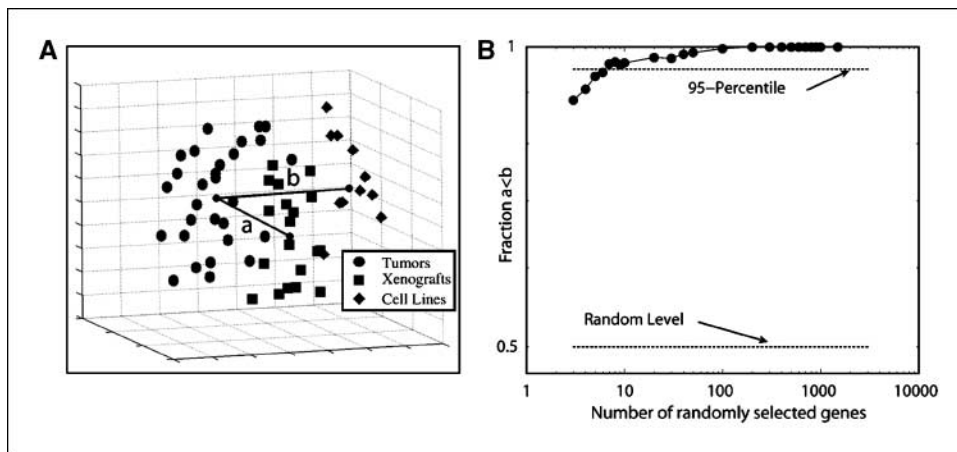 A
b
a
Tumors
Xenografts
Cell Lines
B
1
95-Percentile
Fraction a<b
Random Level
0.5
1
10
100
1000
10000
Number of randomly selected genes